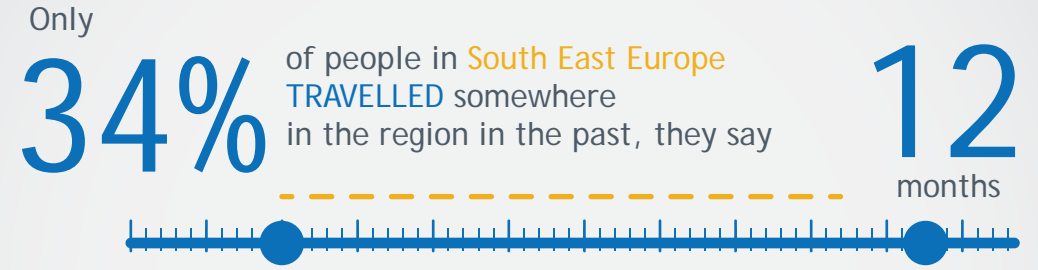 Only
34%
of people in South East Europe
TRAVELLED somewhere
in the region in the past, they say
12
months